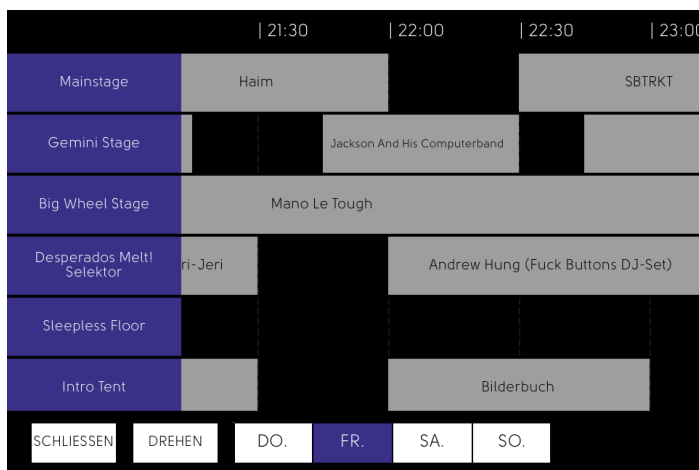 | 21:30 | 22:00 | 22:30 | 23:00
Mainstage Haim SBTRKT
Gemini Stage Jackson And His Computerband
Big Wheel Stage Mano Le Tough
Desperados Melt!
Selektor ri-Jeri Andrew Hung (Fuck Buttons DJ-Set)
Sleepless Floor
Intro Tent Bilderbuch
SCHLIESSEN DREHEN DO. FR. SA. SO.